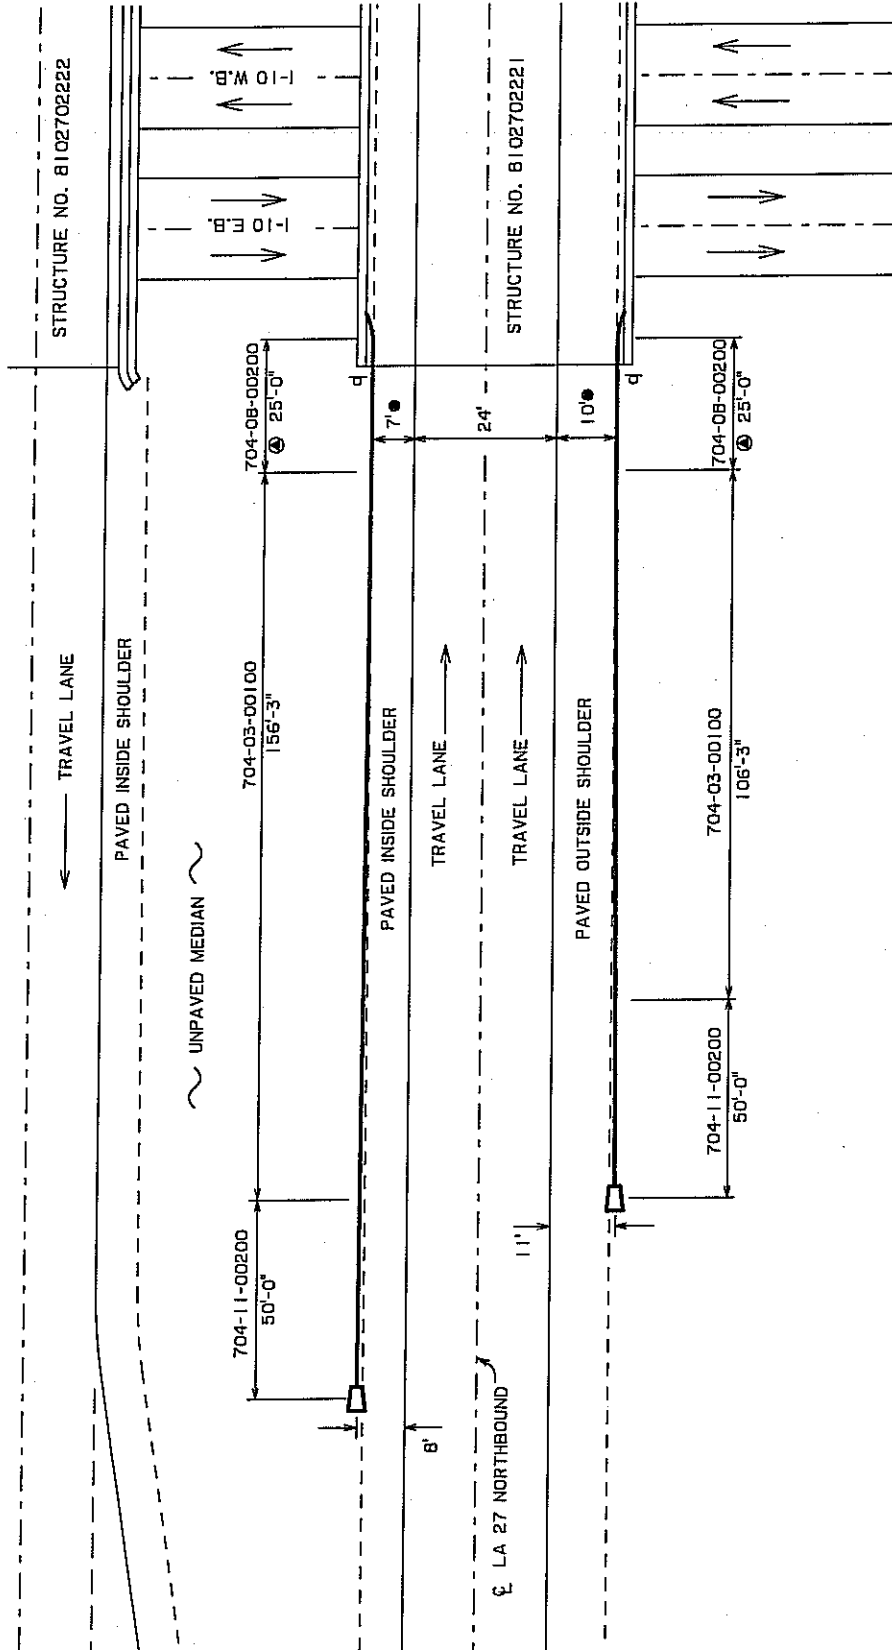 STRUCTURE NO. 8102702222
TRAVEL LANE
PAVED INSIDE SHOULDER
UNPAVED MEDIAN
I-10 E.B.
I-10 W.B.
704-11-00200
50'-0"
704-03-00100
156'-3"
704-08-00200
25'-0"
8'
PAVED INSIDE SHOULDER
7'
TRAVEL LANE
24'
STRUCTURE NO. 8102702221
℄ LA 27 NORTHBOUND
TRAVEL LANE
11'
PAVED OUTSIDE SHOULDER
10'
704-11-00200
50'-0"
704-03-00100
106'-3"
704-08-00200
25'-0"